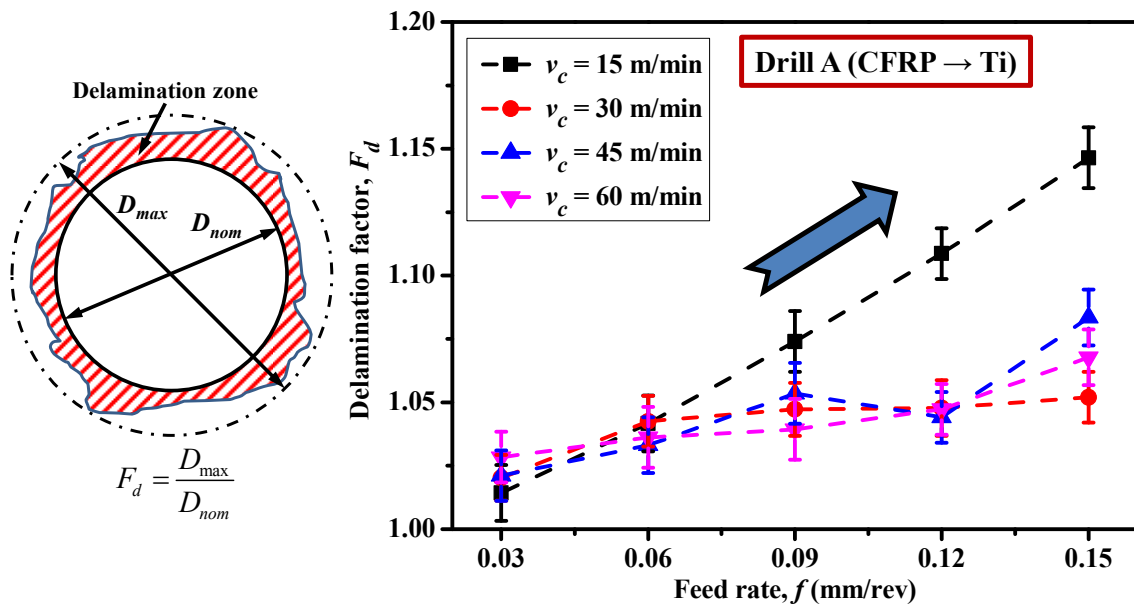 Delamination zone
D_max
D_nom
F_d = D_max / D_nom
Delamination factor, F_d
1.20
1.15
1.10
1.05
1.00
v_c = 15 m/min
v_c = 30 m/min
v_c = 45 m/min
v_c = 60 m/min
Drill A (CFRP → Ti)
0.03 0.06 0.09 0.12 0.15
Feed rate, f (mm/rev)